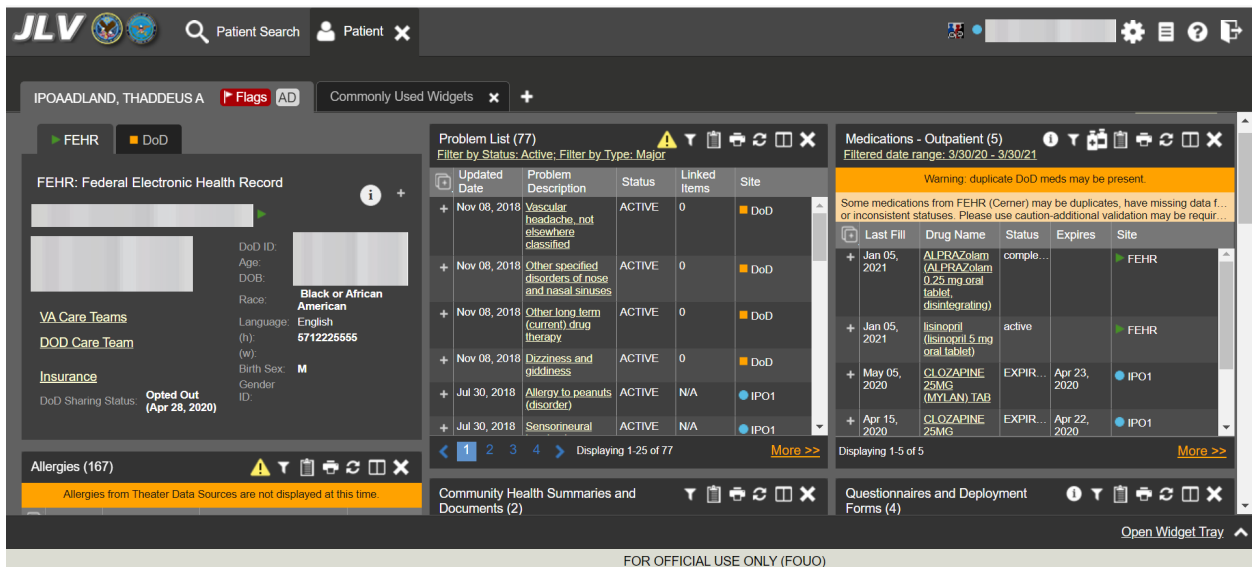 JLV Patient Search Patient
IPOAADLAND, THADDEUS A Flags AD Commonly Used Widgets
FEHR DoD
FEHR: Federal Electronic Health Record
DoD ID:
Age:
DOB:
Race: Black or African American
Language: English
(h): 5712225555
(w):
Birth Sex: M
Gender ID:
VA Care Teams
DOD Care Team
Insurance
DoD Sharing Status: Opted Out (Apr 28, 2020)
Allergies (167)
Allergies from Theater Data Sources are not displayed at this time.
Problem List (77)
Filter by Status: Active; Filter by Type: Major
Updated Date Problem Description Status Linked Items Site
Nov 08, 2018 Vascular headache, not elsewhere classified ACTIVE 0 DoD
Nov 08, 2018 Other specified disorders of nose and nasal sinuses ACTIVE 0 DoD
Nov 08, 2018 Other long term (current) drug therapy ACTIVE 0 DoD
Nov 08, 2018 Dizziness and giddiness ACTIVE 0 DoD
Jul 30, 2018 Allergy to peanuts (disorder) ACTIVE N/A IPO1
Jul 30, 2018 Sensorineural ACTIVE N/A IPO1
1 2 3 4 Displaying 1-25 of 77 More >>
Community Health Summaries and Documents (2)
Medications - Outpatient (5)
Filtered date range: 3/30/20 - 3/30/21
Warning: duplicate DoD meds may be present.
Some medications from FEHR (Cerner) may be duplicates, have missing data f...
or inconsistent statuses. Please use caution-additional validation may be requir...
Last Fill Drug Name Status Expires Site
Jan 05, 2021 ALPRAZolam (ALPRAZolam 0.25 mg oral tablet, disintegrating) comple... FEHR
Jan 05, 2021 lisinopril (lisinopril 5 mg oral tablet) active FEHR
May 05, 2020 CLOZAPINE 25MG (MYLAN) TAB EXPIR... Apr 23, 2020 IPO1
Apr 15, 2020 CLOZAPINE 25MG EXPIR... Apr 22, 2020 IPO1
Displaying 1-5 of 5 More >>
Questionnaires and Deployment Forms (4)
Open Widget Tray
FOR OFFICIAL USE ONLY (FOUO)